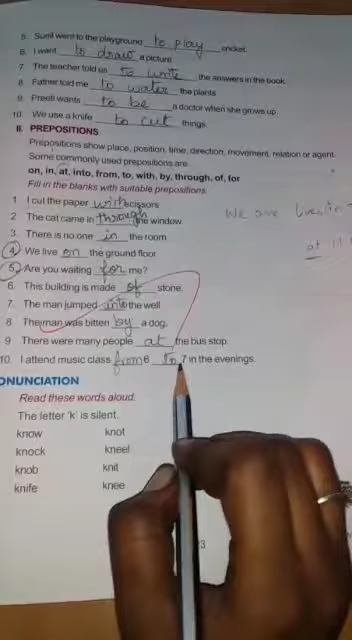 5. Sunil went to the playground to play cricket.
6. I want to draw a picture.
7. The teacher told us to write the answers in the book.
8. Father told me to water the plants
9. Preeti wants to be a doctor when she grows up.
10. We use a knife to cut things.
II. PREPOSITIONS
Prepositions show place, position, time, direction, movement, relation or agent.
Some commonly used prepositions are
on, in, at, into, from, to, with, by, through, of, for
Fill in the blanks with suitable prepositions.
1. I cut the paper with scissors
2. The cat came in through the window
3. There is no one in the room
4. We live on the ground floor
5. Are you waiting for me?
6. This building is made of stone.
7. The man jumped into the well
8. The man was bitten by a dog.
9. There were many people at the bus stop.
10. I attend music class from 6 to 7 in the evenings.
We are
at
ONUNCIATION
Read these words aloud.
The letter 'k' is silent.
know knot
knock kneel
knob knit
knife knee
3